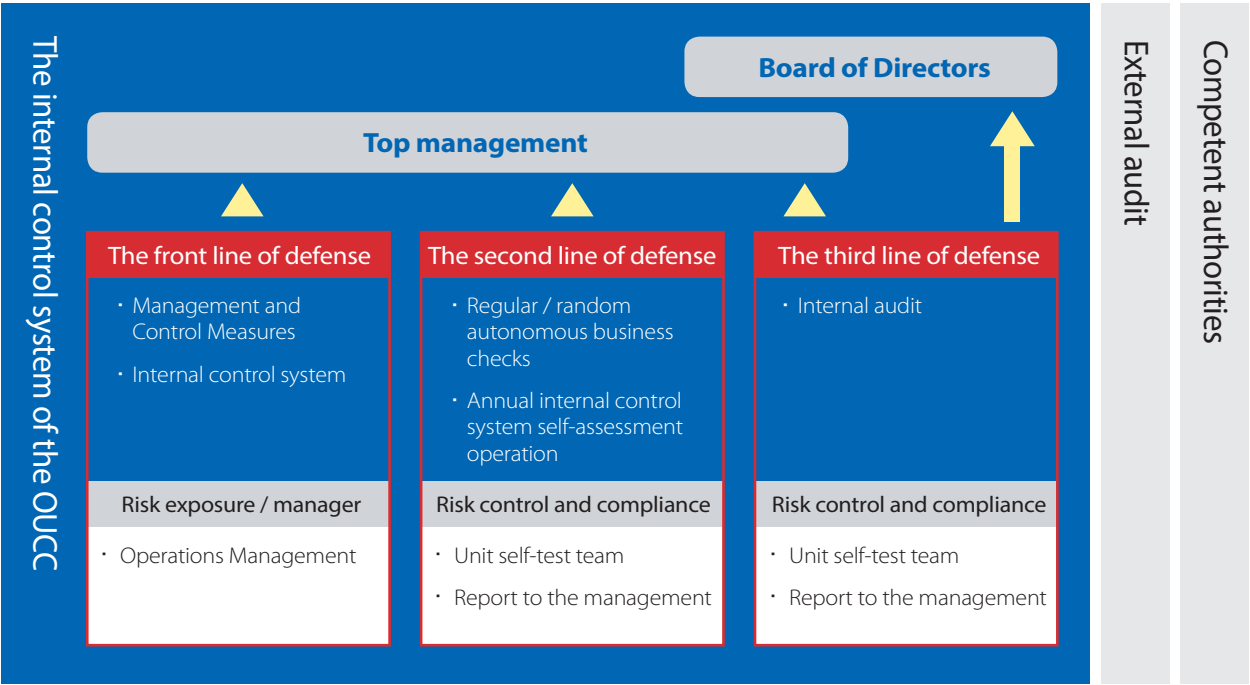 The internal control system of the OUCC
Board of Directors
Top management
The front line of defense
· Management and
Control Measures
· Internal control system
Risk exposure / manager
· Operations Management
The second line of defense
· Regular / random
autonomous business
checks
· Annual internal control
system self-assessment
operation
Risk control and compliance
· Unit self-test team
· Report to the management
The third line of defense
· Internal audit
Risk control and compliance
· Unit self-test team
· Report to the management
External audit
Competent authorities